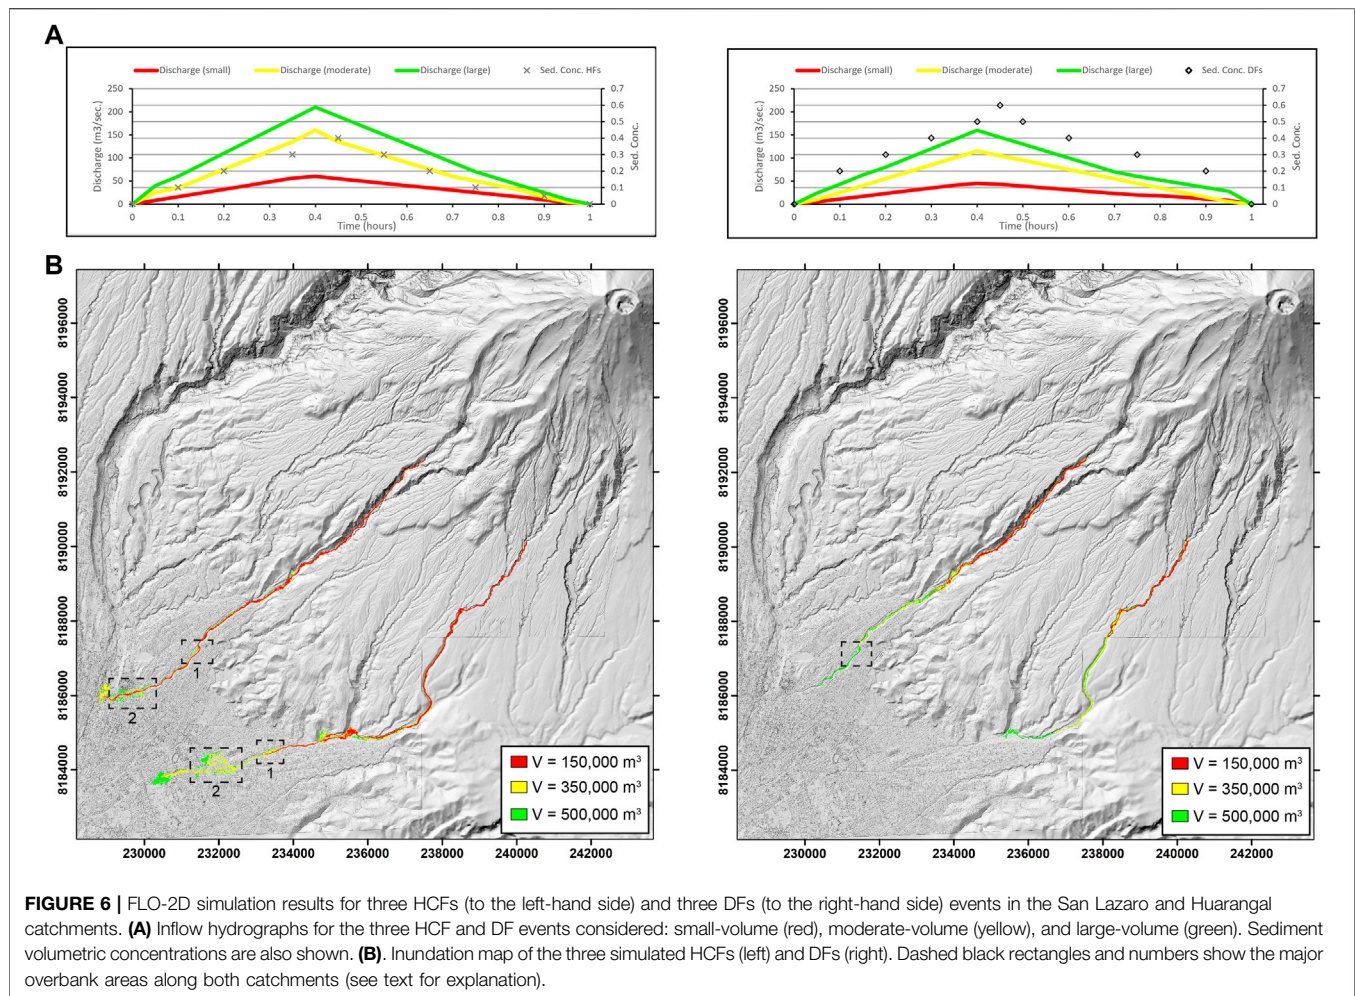 A
Discharge (small) Discharge (moderate) Discharge (large) Sed. Conc. HFs
250
200
150
100
50
0
Discharge (m3/sec.)
0.7
0.6
0.5
0.4
0.3
0.2
0.1
0
Sed. Conc.
0 0.1 0.2 0.3 0.4 0.5 0.6 0.7 0.8 0.9 1
Time (hours)
Discharge (small) Discharge (moderate) Discharge (large) Sed. Conc. DFs
250
200
150
100
50
0
Discharge (m3/sec.)
0.7
0.6
0.5
0.4
0.3
0.2
0.1
0
Sed. Conc.
0 0.1 0.2 0.3 0.4 0.5 0.6 0.7 0.8 0.9 1
Time (hours)
B
8196000
8194000
8192000
8190000
8188000
8186000
8184000
1
2
1
2
V = 150,000 m³
V = 350,000 m³
V = 500,000 m³
230000 232000 234000 236000 238000 240000 242000
8196000
8194000
8192000
8190000
8188000
8186000
8184000
V = 150,000 m³
V = 350,000 m³
V = 500,000 m³
230000 232000 234000 236000 238000 240000 242000
FIGURE 6 | FLO-2D simulation results for three HCFs (to the left-hand side) and three DFs (to the right-hand side) events in the San Lazaro and Huarangal
catchments. (A) Inflow hydrographs for the three HCF and DF events considered: small-volume (red), moderate-volume (yellow), and large-volume (green). Sediment
volumetric concentrations are also shown. (B). Inundation map of the three simulated HCFs (left) and DFs (right). Dashed black rectangles and numbers show the major
overbank areas along both catchments (see text for explanation).